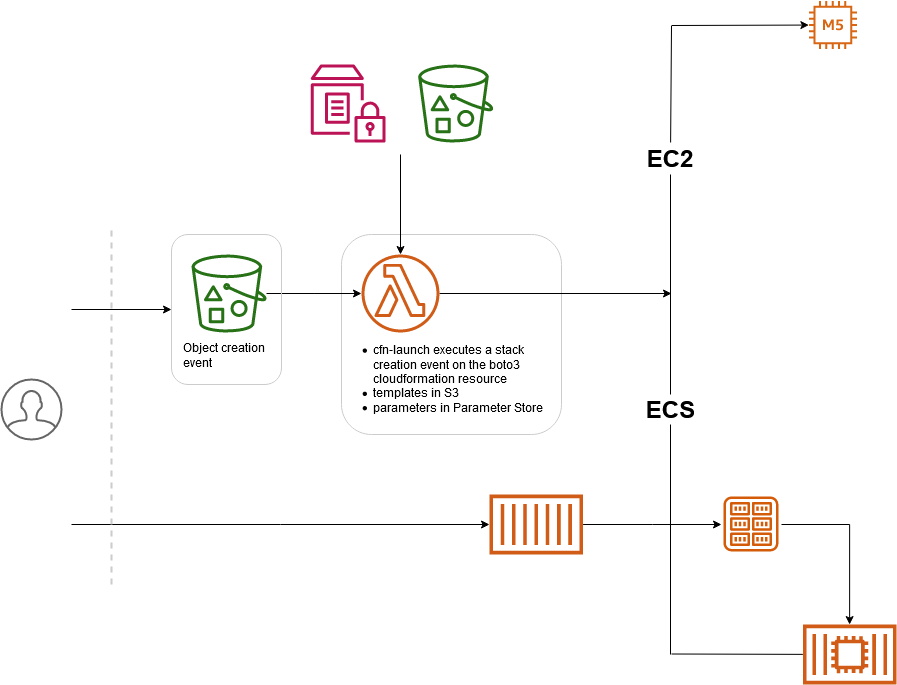 M5
EC2
Object creation
event
• cfn-launch executes a stack
creation event on the boto3
cloudformation resource
• templates in S3
• parameters in Parameter Store
ECS